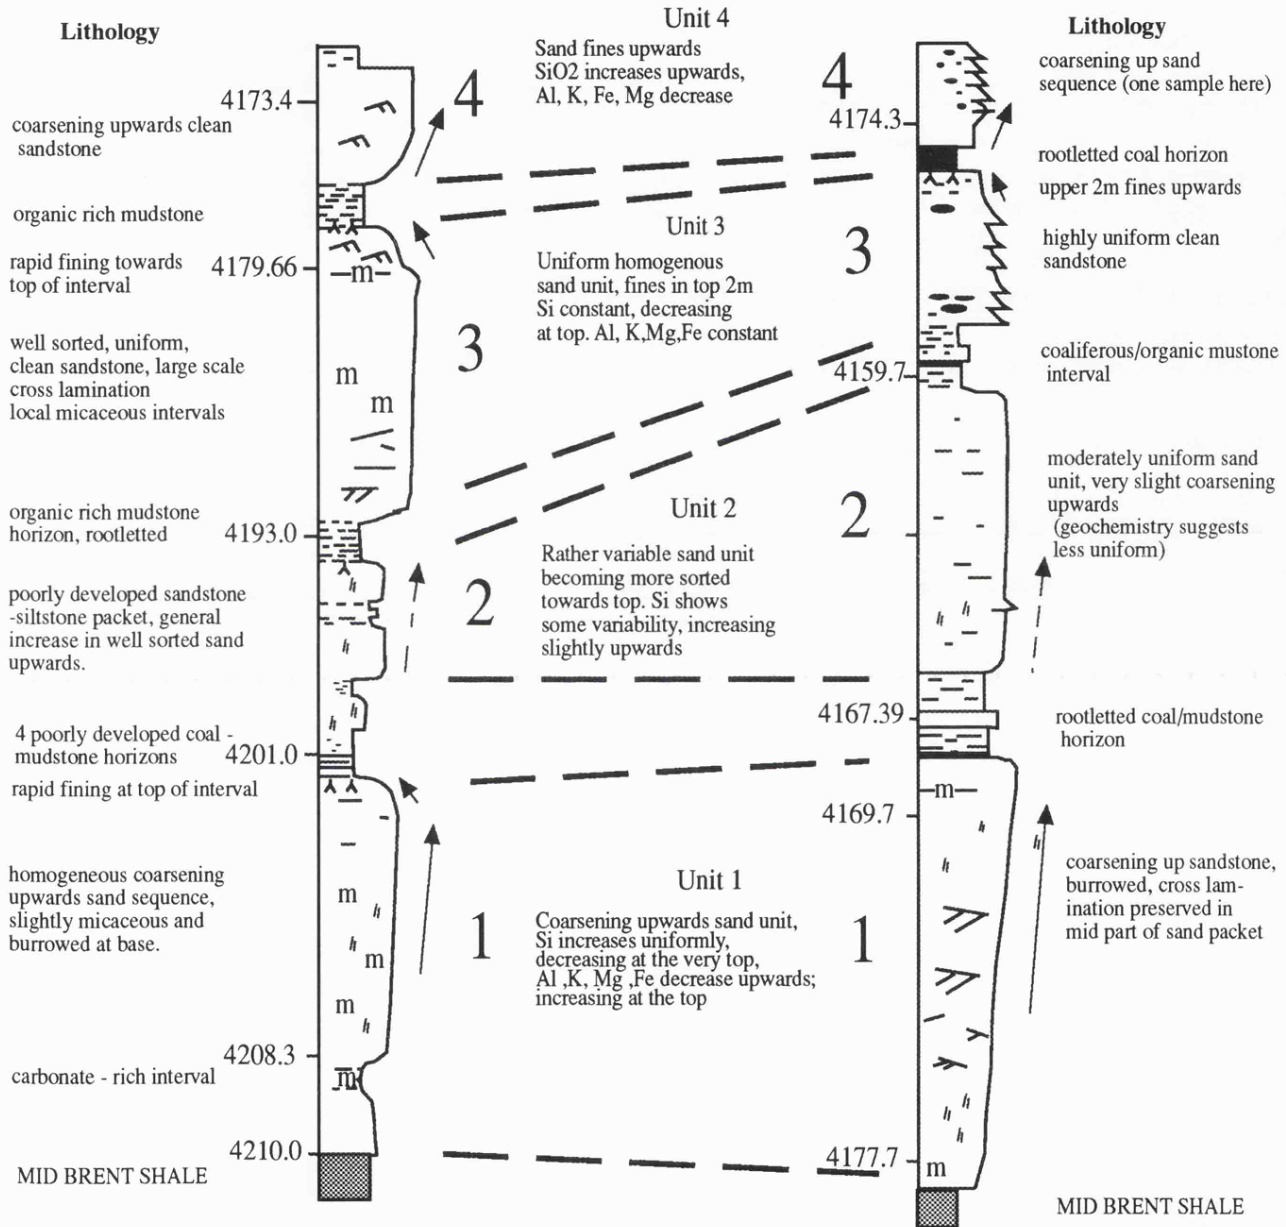 Lithology
4173.4
coarsening upwards clean
sandstone
organic rich mudstone
rapid fining towards
top of interval
4179.66
m
well sorted, uniform,
clean sandstone, large scale
cross lamination
local micaceous intervals
m
m
organic rich mudstone
horizon, rootletted
4193.0
poorly developed sandstone
-siltstone packet, general
increase in well sorted sand
upwards.
4 poorly developed coal -
mudstone horizons
4201.0
rapid fining at top of interval
homogeneous coarsening
upwards sand sequence,
slightly micaceous and
burrowed at base.
m
m
m
4208.3
carbonate - rich interval
m
4210.0
MID BRENT SHALE
4
3
2
1
Unit 4
Sand fines upwards
SiO2 increases upwards,
Al, K, Fe, Mg decrease
Unit 3
Uniform homogenous
sand unit, fines in top 2m
Si constant, decreasing
at top. Al, K,Mg,Fe constant
Unit 2
Rather variable sand unit
becoming more sorted
towards top. Si shows
some variability, increasing
slightly upwards
Unit 1
Coarsening upwards sand unit,
Si increases uniformly,
decreasing at the very top,
Al ,K, Mg ,Fe decrease upwards;
increasing at the top
4
3
2
1
Lithology
coarsening up sand
sequence (one sample here)
4174.3
rootletted coal horizon
upper 2m fines upwards
highly uniform clean
sandstone
coaliferous/organic mustone
interval
4159.7
moderately uniform sand
unit, very slight coarsening
upwards
(geochemistry suggests
less uniform)
4167.39
rootletted coal/mudstone
horizon
m
4169.7
coarsening up sandstone,
burrowed, cross lam-
ination preserved in
mid part of sand packet
4177.7
m
MID BRENT SHALE